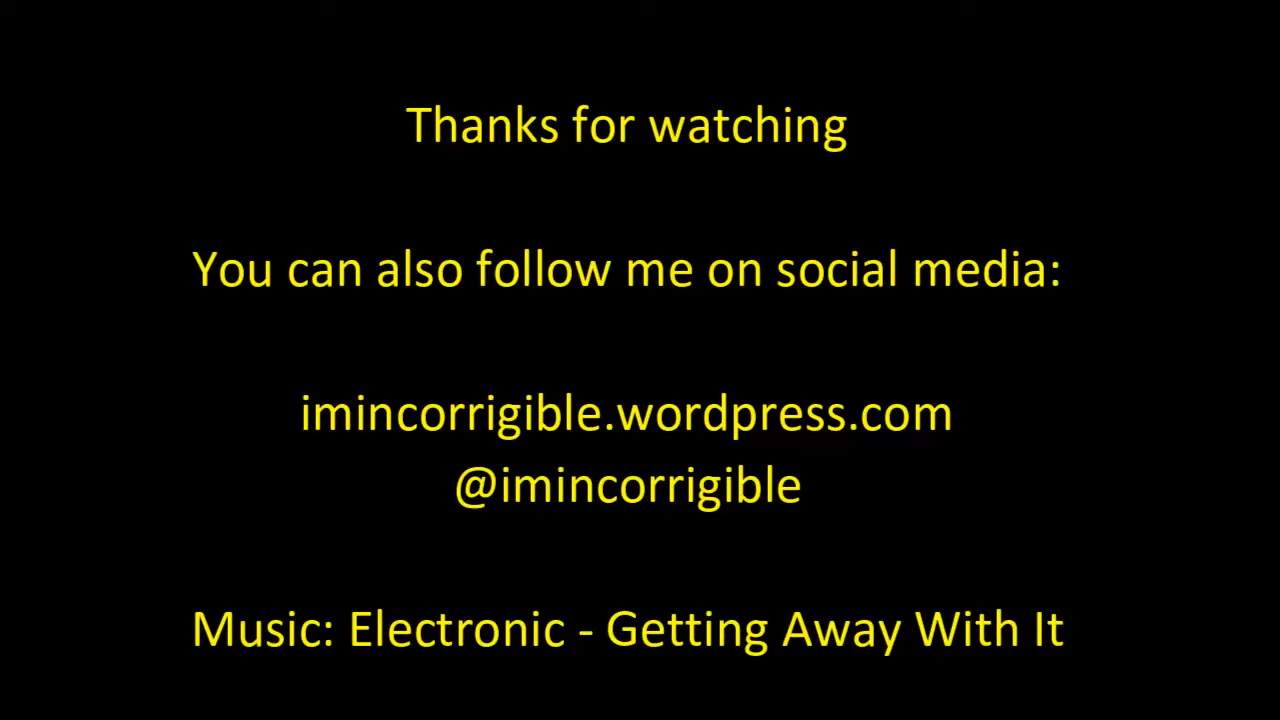 Thanks for watching
You can also follow me on social media:
imincorrigible.wordpress.com
@imincorrigible
Music: Electronic - Getting Away With It